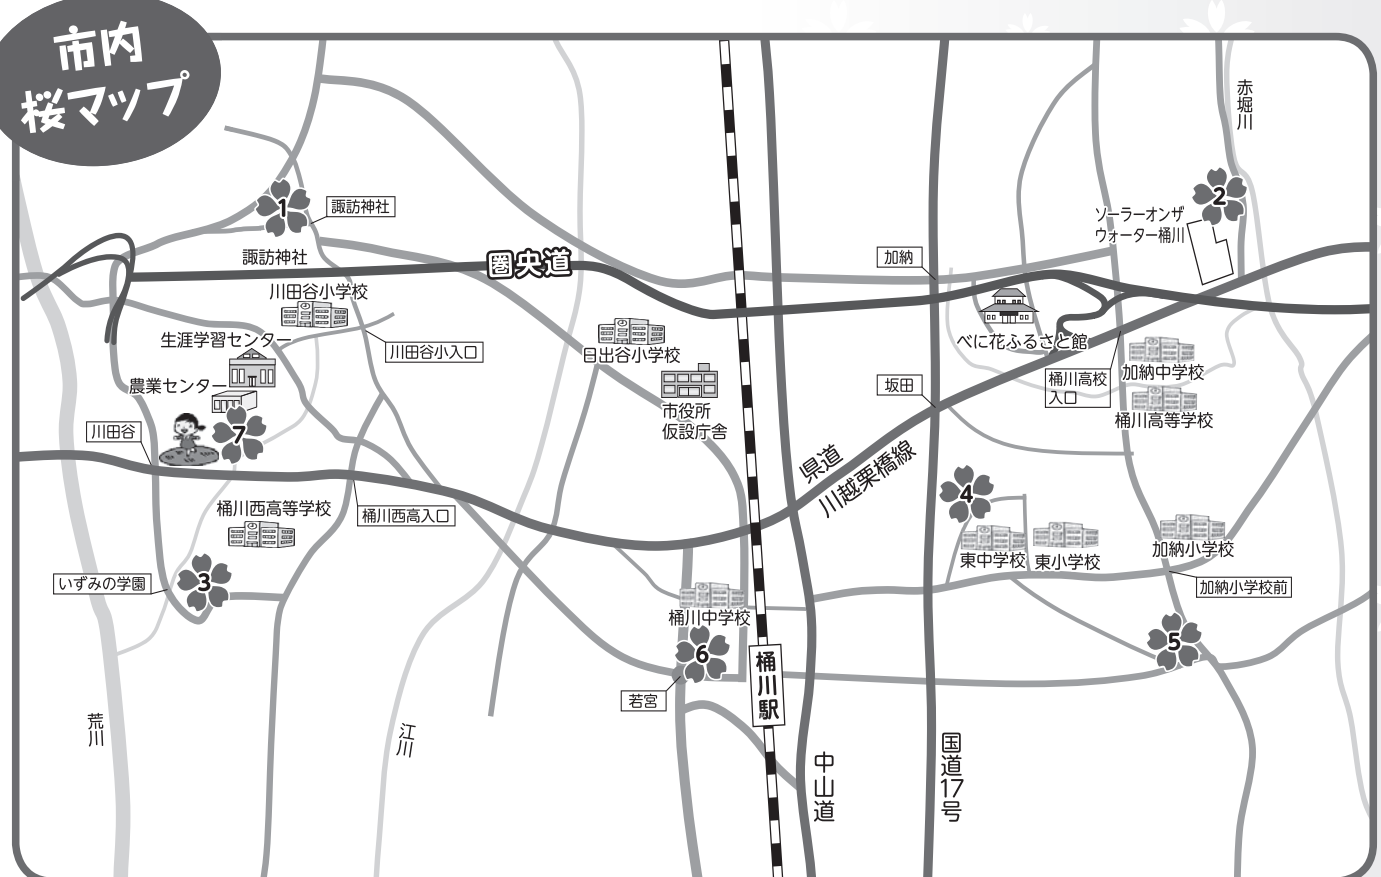 市内
桜マップ
赤堀川
1
2
諏訪神社
ソーラーオンザ
ウォーター桶川
諏訪神社
加納
圏央道
川田谷小学校
生涯学習センター
川田谷小入口
日出谷小学校
べに花ふるさと館
農業センター
市役所
仮設庁舎
坂田
桶川高校
入口
加納中学校
桶川高等学校
川田谷
7
県道
川越栗橋線
4
桶川西高等学校
桶川西高入口
東中学校
東小学校
加納小学校
いずみの学園
3
加納小学校前
桶川中学校
6
5
桶川駅
若宮
荒川
江川
中山道
国道17号